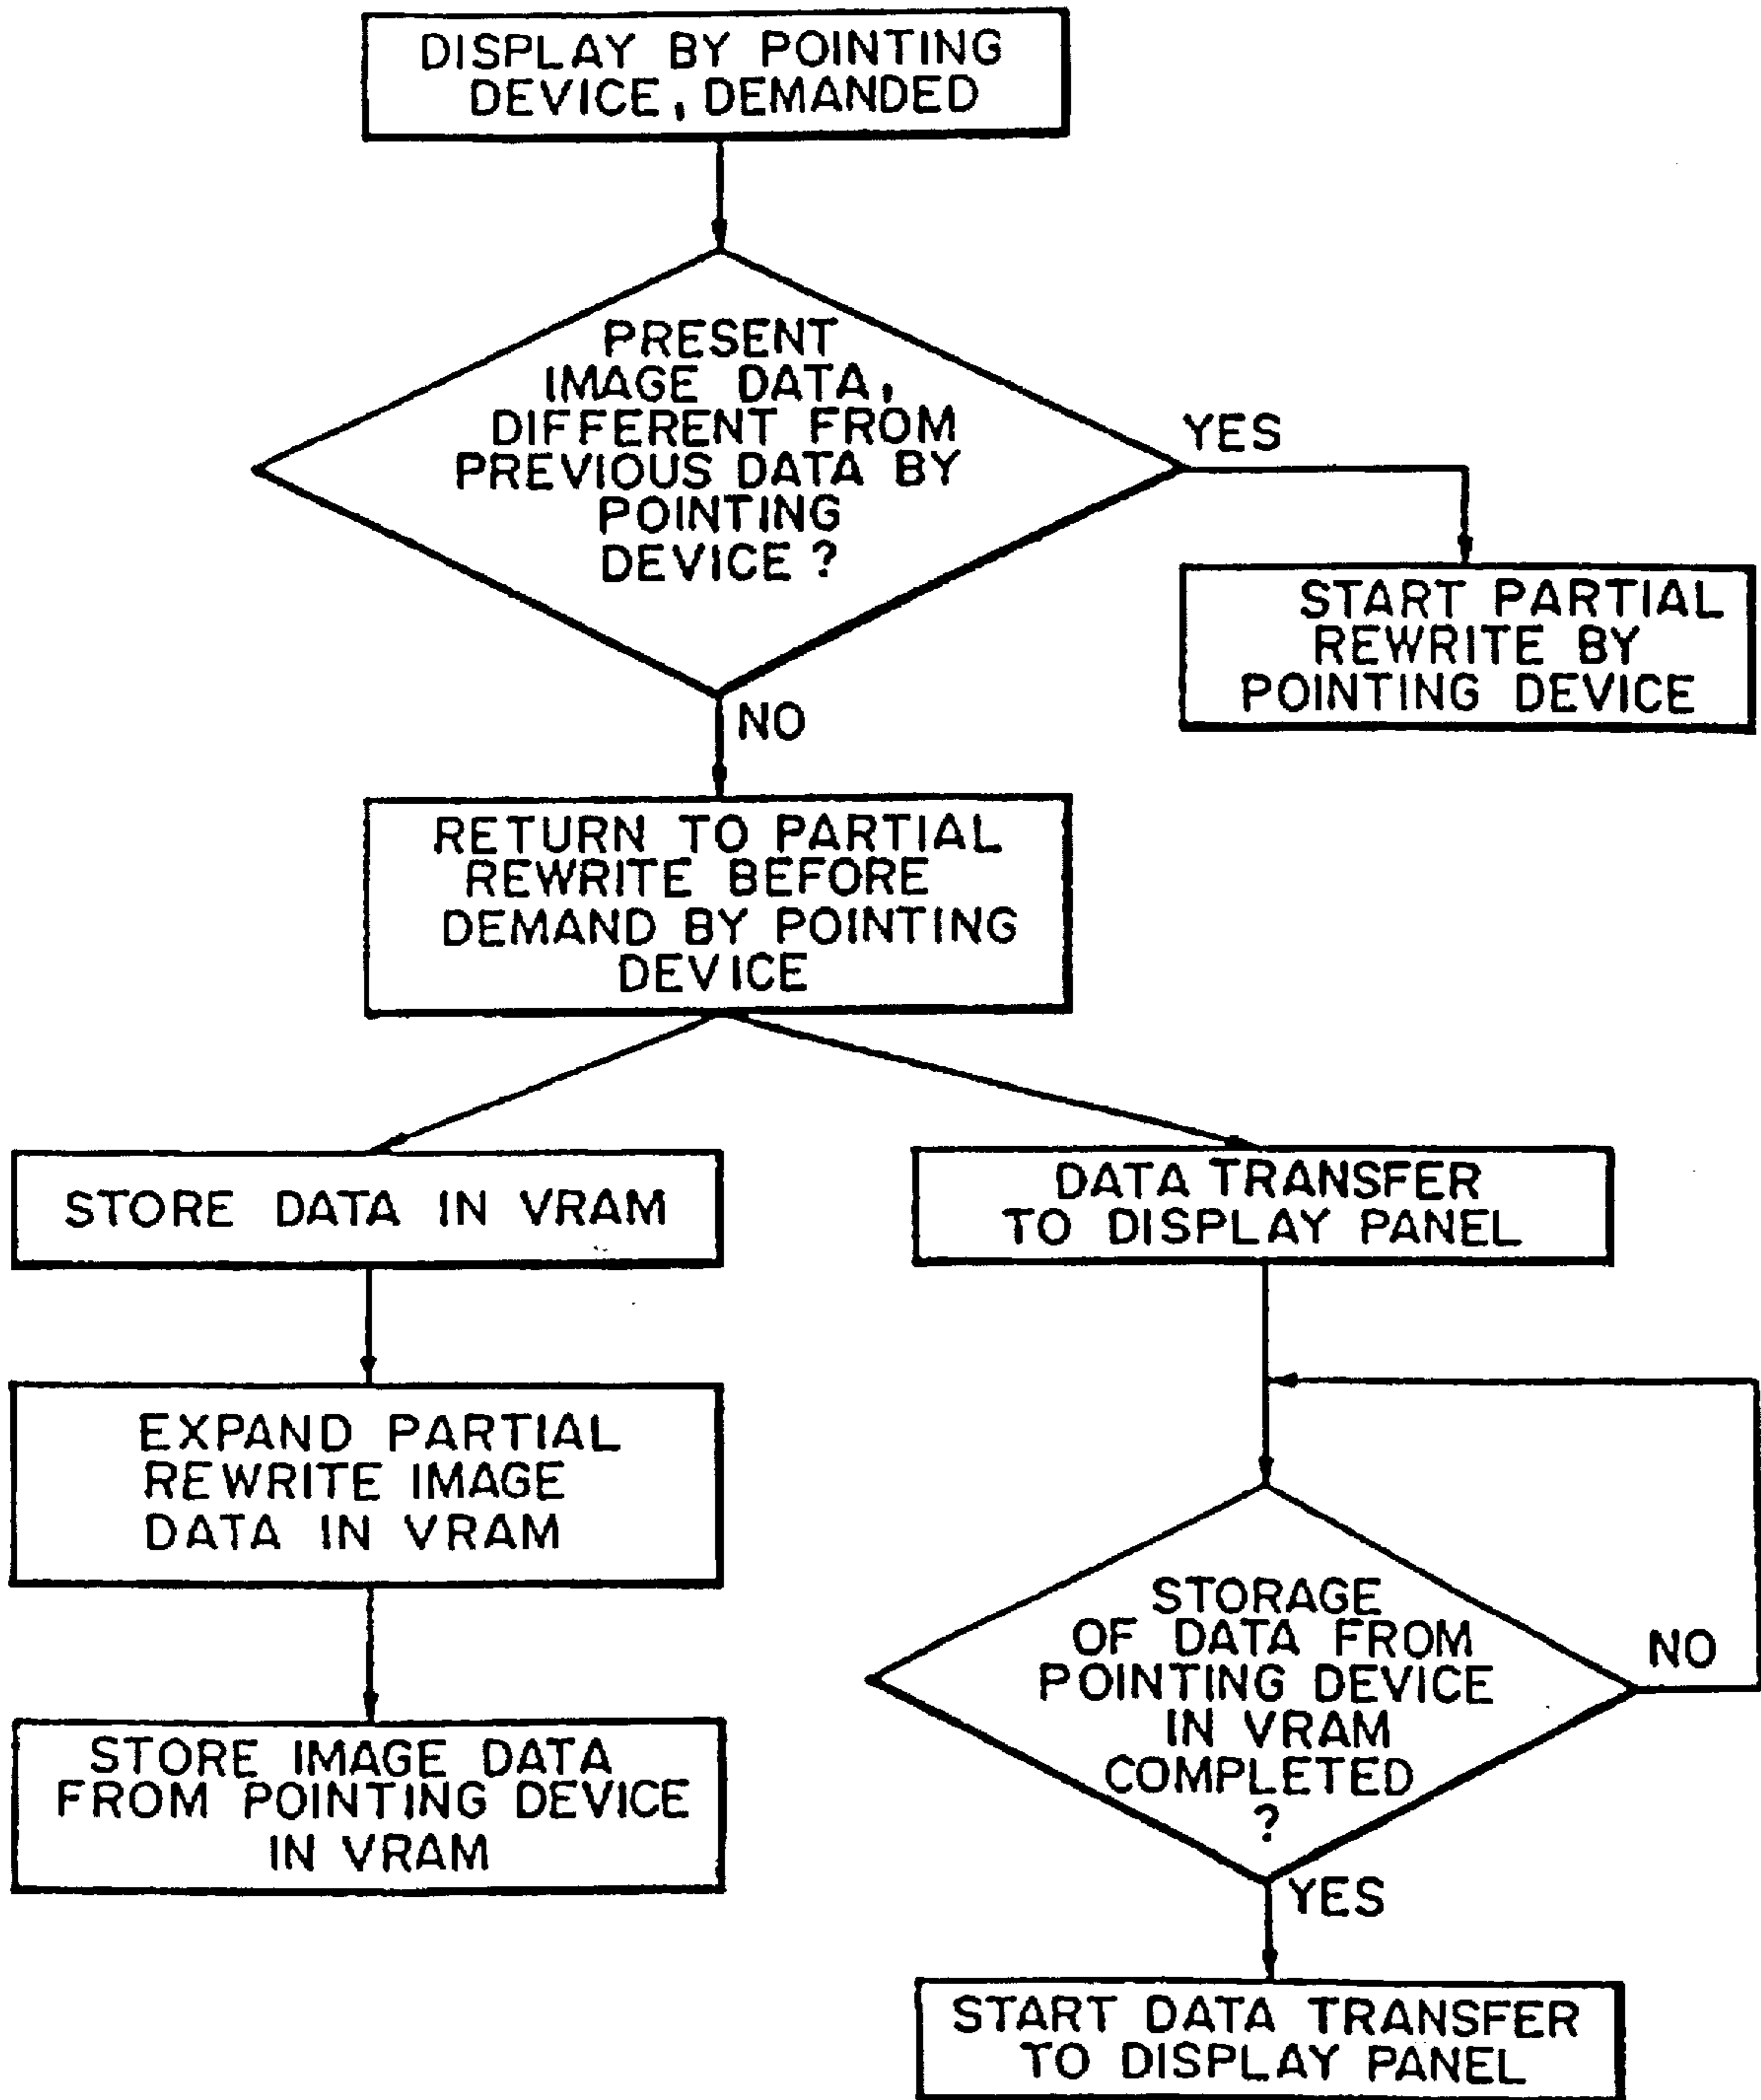 DISPLAY BY POINTING
DEVICE, DEMANDED
PRESENT
IMAGE DATA,
DIFFERENT FROM
PREVIOUS DATA BY
POINTING
DEVICE ?
YES
START PARTIAL
REWRITE BY
POINTING DEVICE
NO
RETURN TO PARTIAL
REWRITE BEFORE
DEMAND BY POINTING
DEVICE
STORE DATA IN VRAM
DATA TRANSFER
TO DISPLAY PANEL
EXPAND PARTIAL
REWRITE IMAGE
DATA IN VRAM
STORAGE
OF DATA FROM
POINTING DEVICE
IN VRAM
COMPLETED
?
NO
STORE IMAGE DATA
FROM POINTING DEVICE
IN VRAM
YES
START DATA TRANSFER
TO DISPLAY PANEL